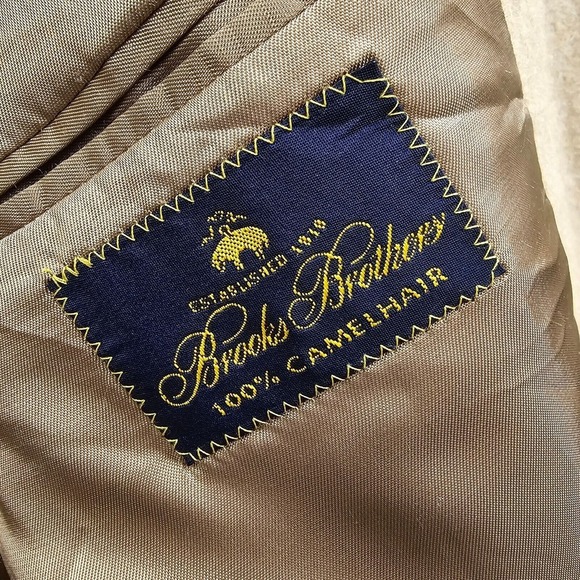 ESTABLISHED 1818
Brooks Brothers
100% CAMELHAIR